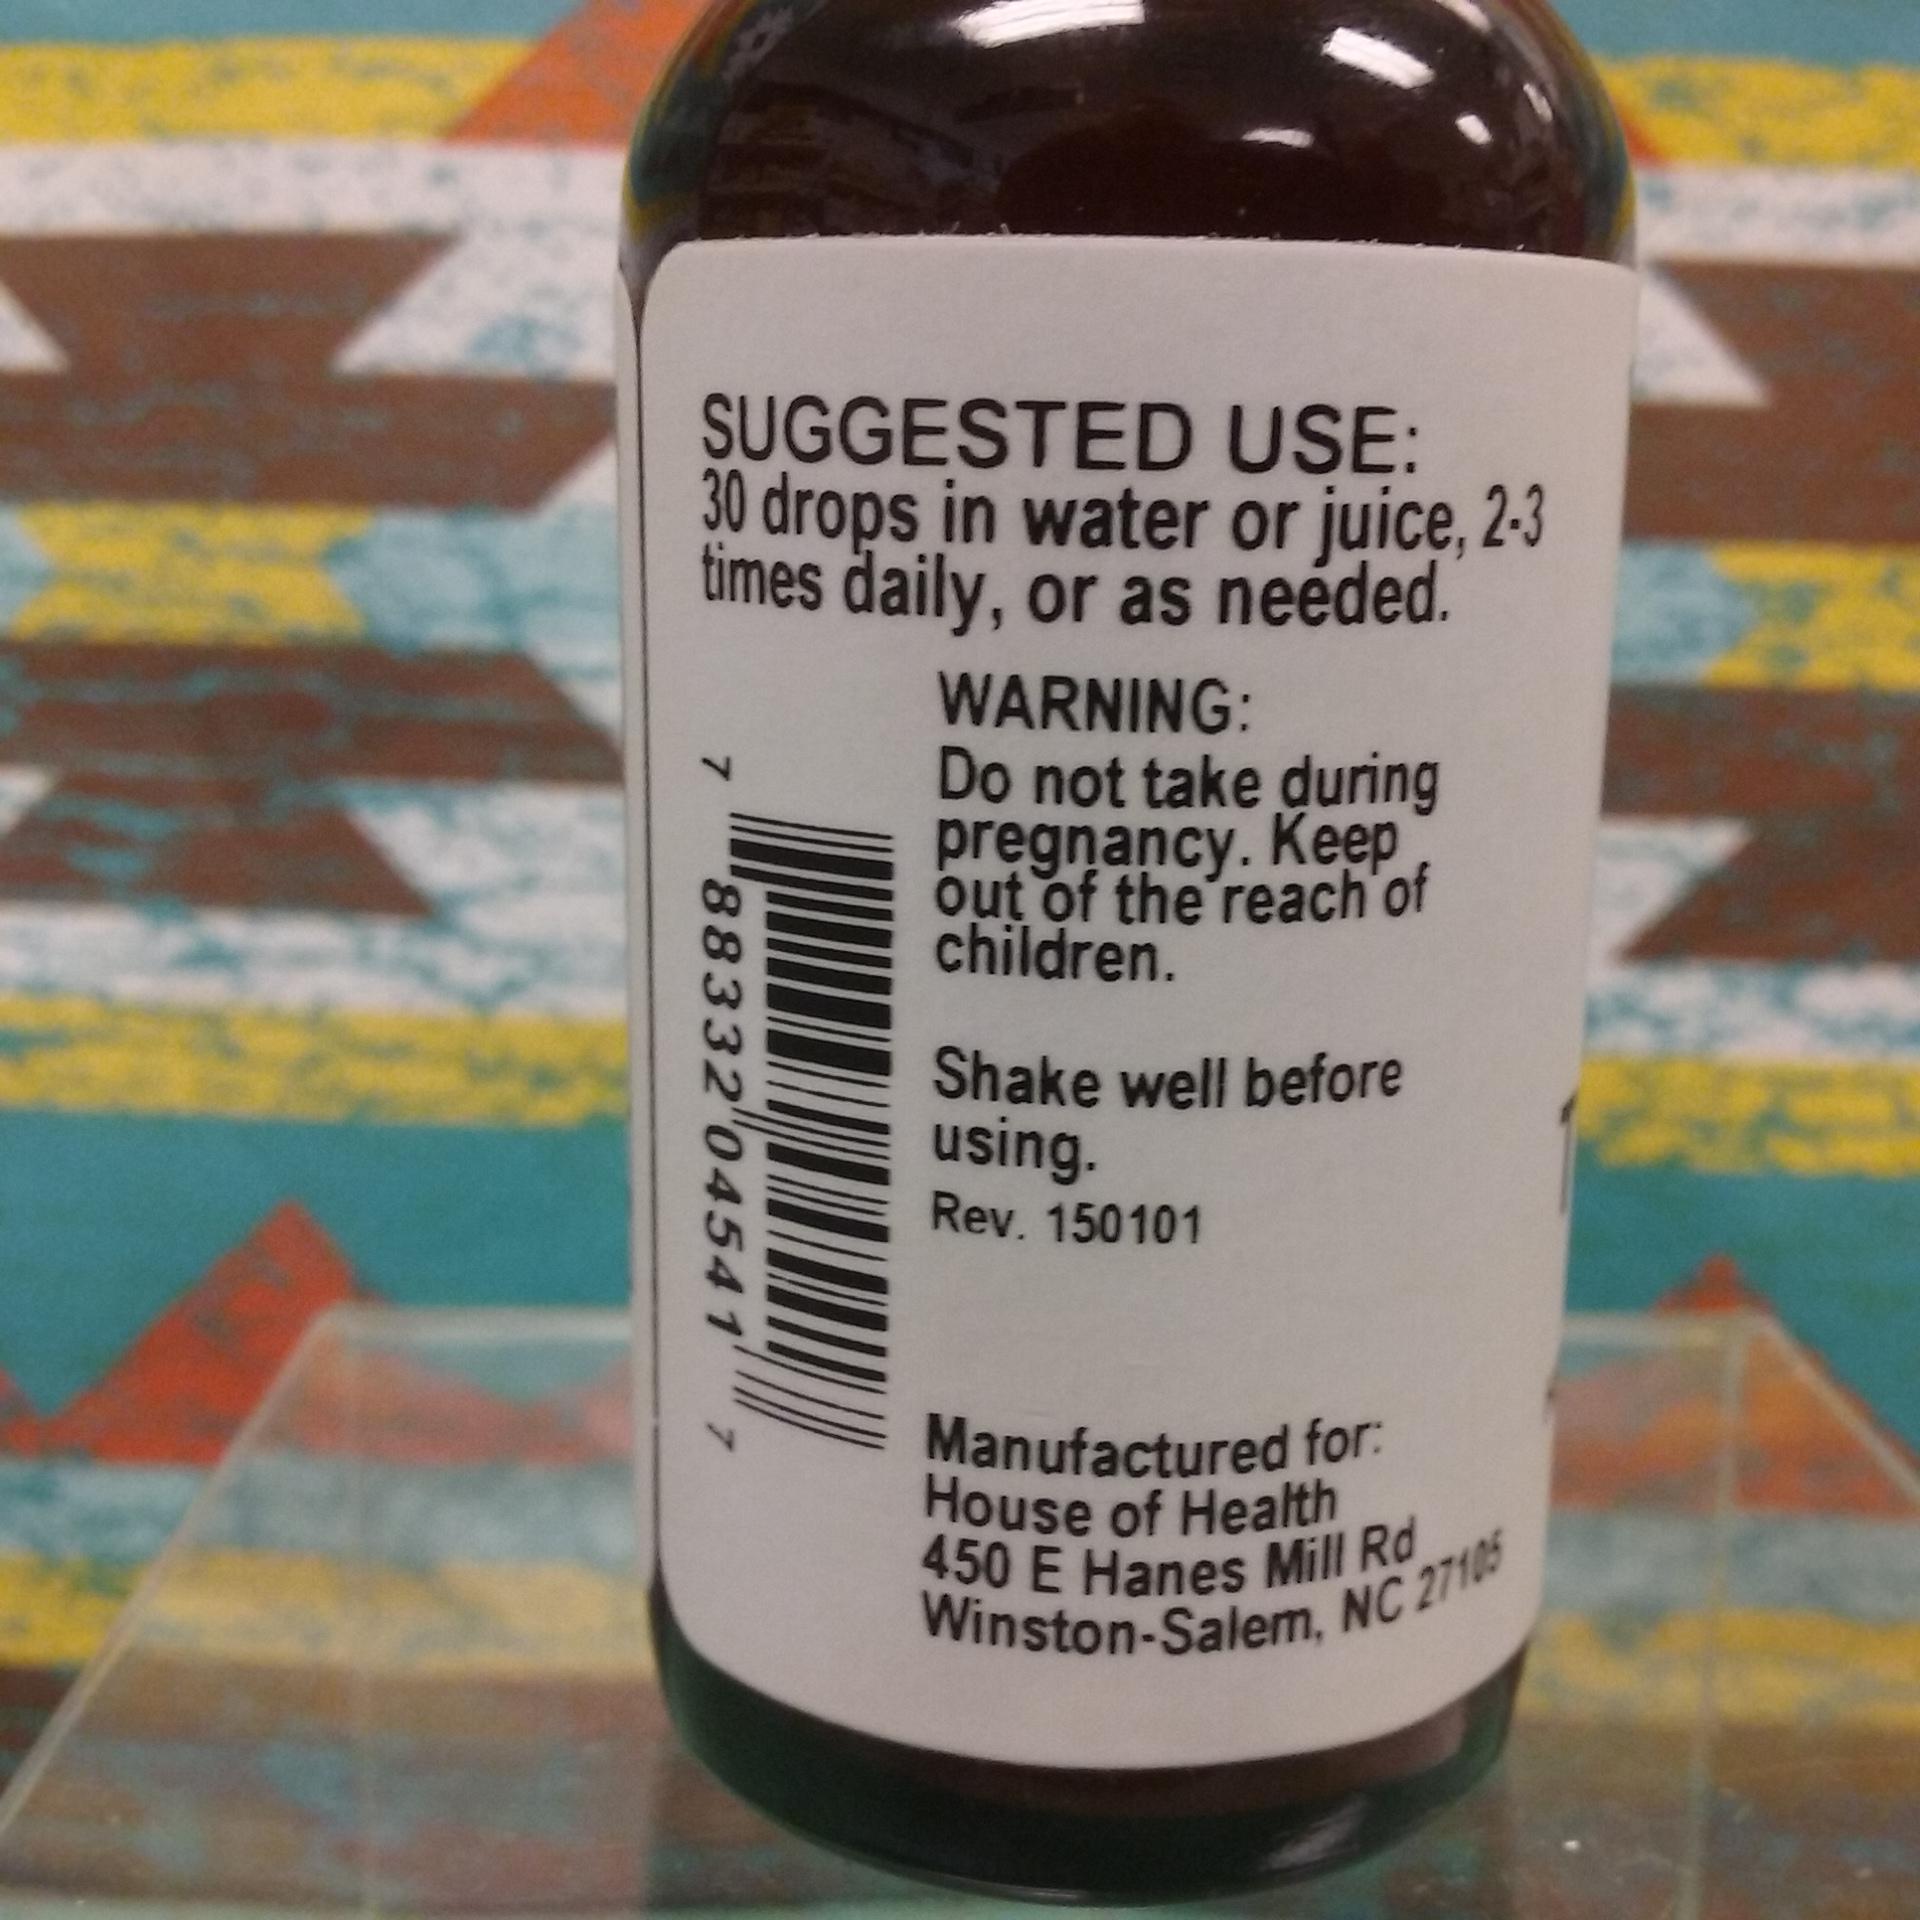 SUGGESTED USE:
30 drops in water or juice, 2-3
times daily, or as needed.
WARNING:
Do not take during
pregnancy. Keep
out of the reach of
children.
Shake well before
using.
Rev. 150101
7 88332 04541 7
Manufactured for:
House of Health
450 E Hanes Mill Rd
Winston-Salem, NC 27105